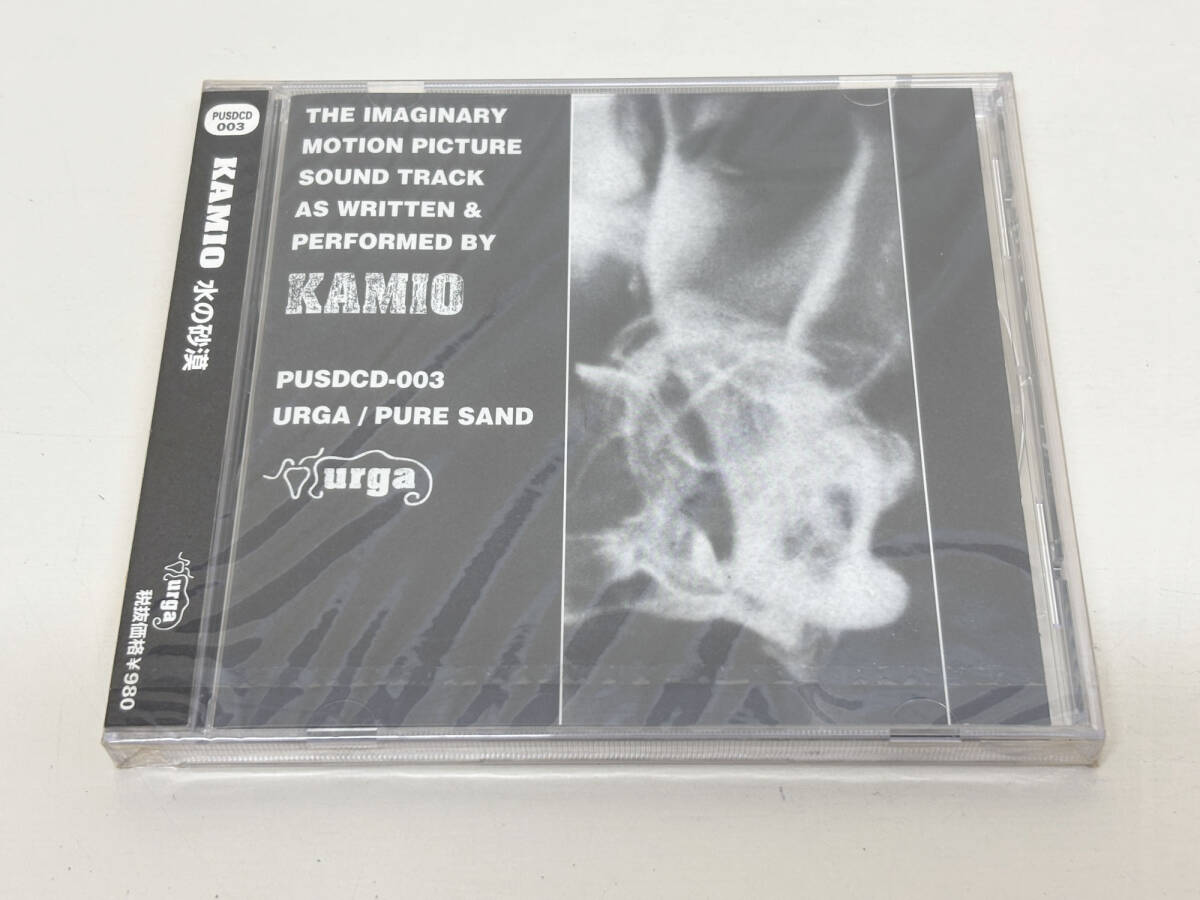 PUSDCD
003
KAMIO 水の砂漠
urga
税抜価格¥980
THE IMAGINARY
MOTION PICTURE
SOUND TRACK
AS WRITTEN &
PERFORMED BY
KAMIO
PUSDCD-003
URGA / PURE SAND
urga